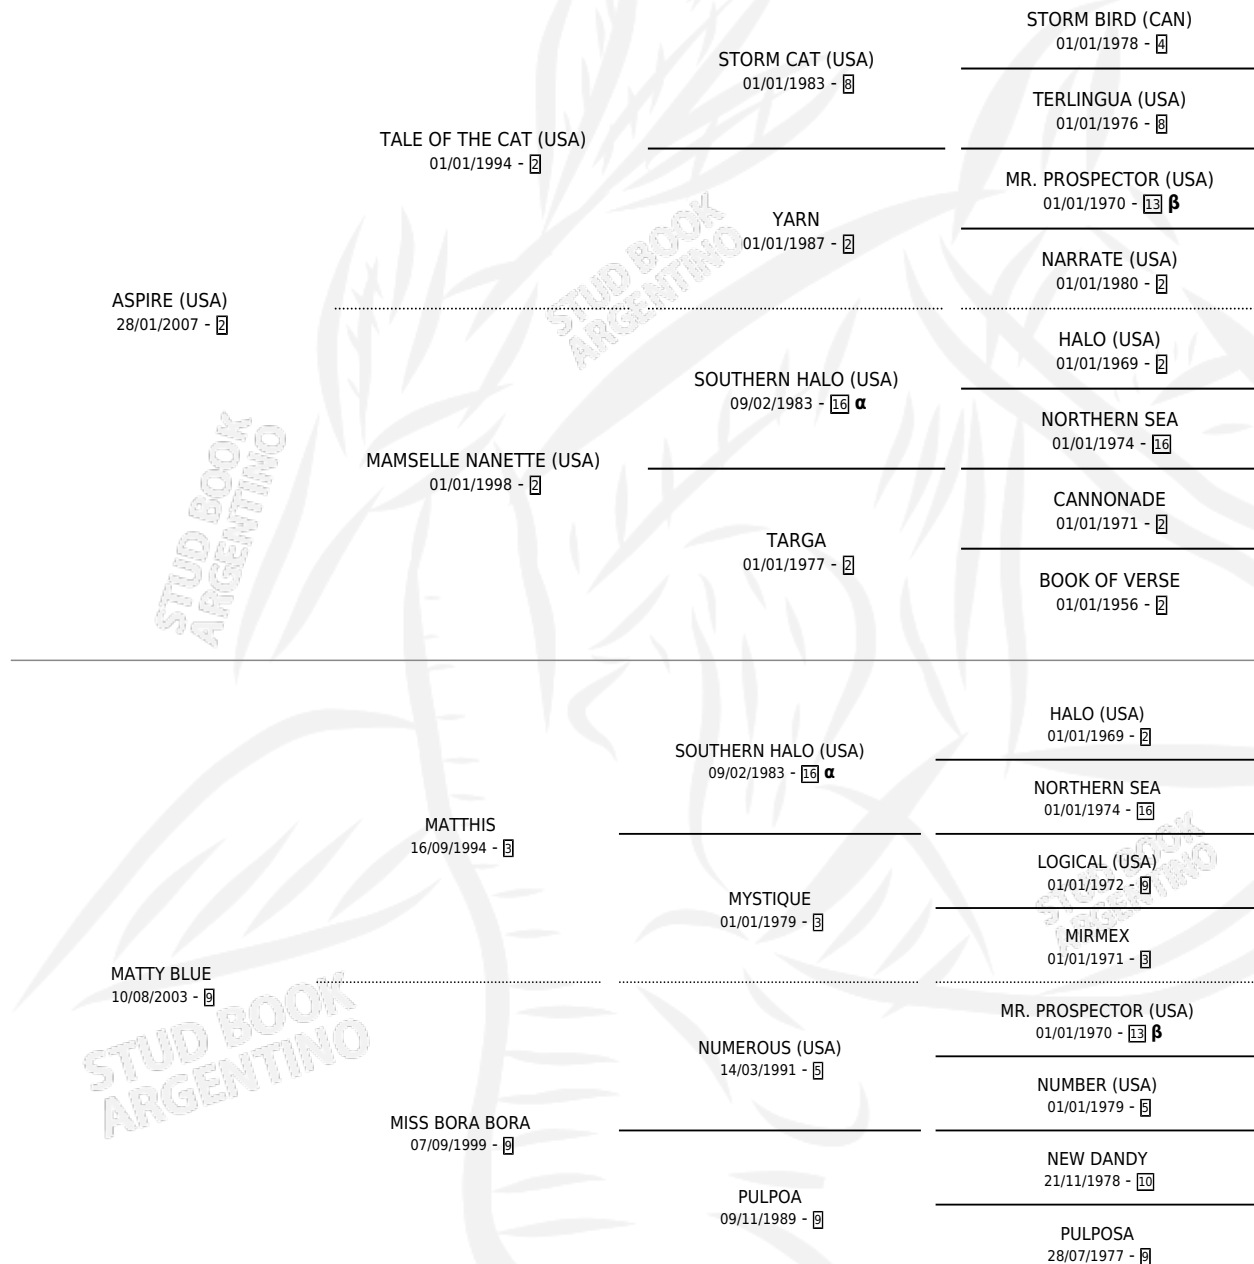 STORM BIRD (CAN)
01/01/1978 - 4
STORM CAT (USA)
01/01/1983 - 8
TERLINGUA (USA)
01/01/1976 - 8
TALE OF THE CAT (USA)
01/01/1994 - 2
MR. PROSPECTOR (USA)
01/01/1970 - 13 β
YARN
01/01/1987 - 2
NARRATE (USA)
01/01/1980 - 2
ASPIRE (USA)
28/01/2007 - 2
HALO (USA)
01/01/1969 - 2
SOUTHERN HALO (USA)
09/02/1983 - 16 α
NORTHERN SEA
01/01/1974 - 16
MAMSELLE NANETTE (USA)
01/01/1998 - 2
CANNONADE
01/01/1971 - 2
TARGA
01/01/1977 - 2
BOOK OF VERSE
01/01/1956 - 2
HALO (USA)
01/01/1969 - 2
SOUTHERN HALO (USA)
09/02/1983 - 16 α
NORTHERN SEA
01/01/1974 - 16
MATTHIS
16/09/1994 - 3
LOGICAL (USA)
01/01/1972 - 9
MYSTIQUE
01/01/1979 - 3
MIRMEX
01/01/1971 - 3
MATTY BLUE
10/08/2003 - 9
MR. PROSPECTOR (USA)
01/01/1970 - 13 β
NUMEROUS (USA)
14/03/1991 - 5
NUMBER (USA)
01/01/1979 - 5
MISS BORA BORA
07/09/1999 - 9
NEW DANDY
21/11/1978 - 10
PULPOA
09/11/1989 - 9
PULPOSA
28/07/1977 - 9
STUD BOOK
ARGENTINO
STUD BOOK
ARGENTINO
STUD BOOK
ARGENTINO
STUD BOOK
ARGENTINO